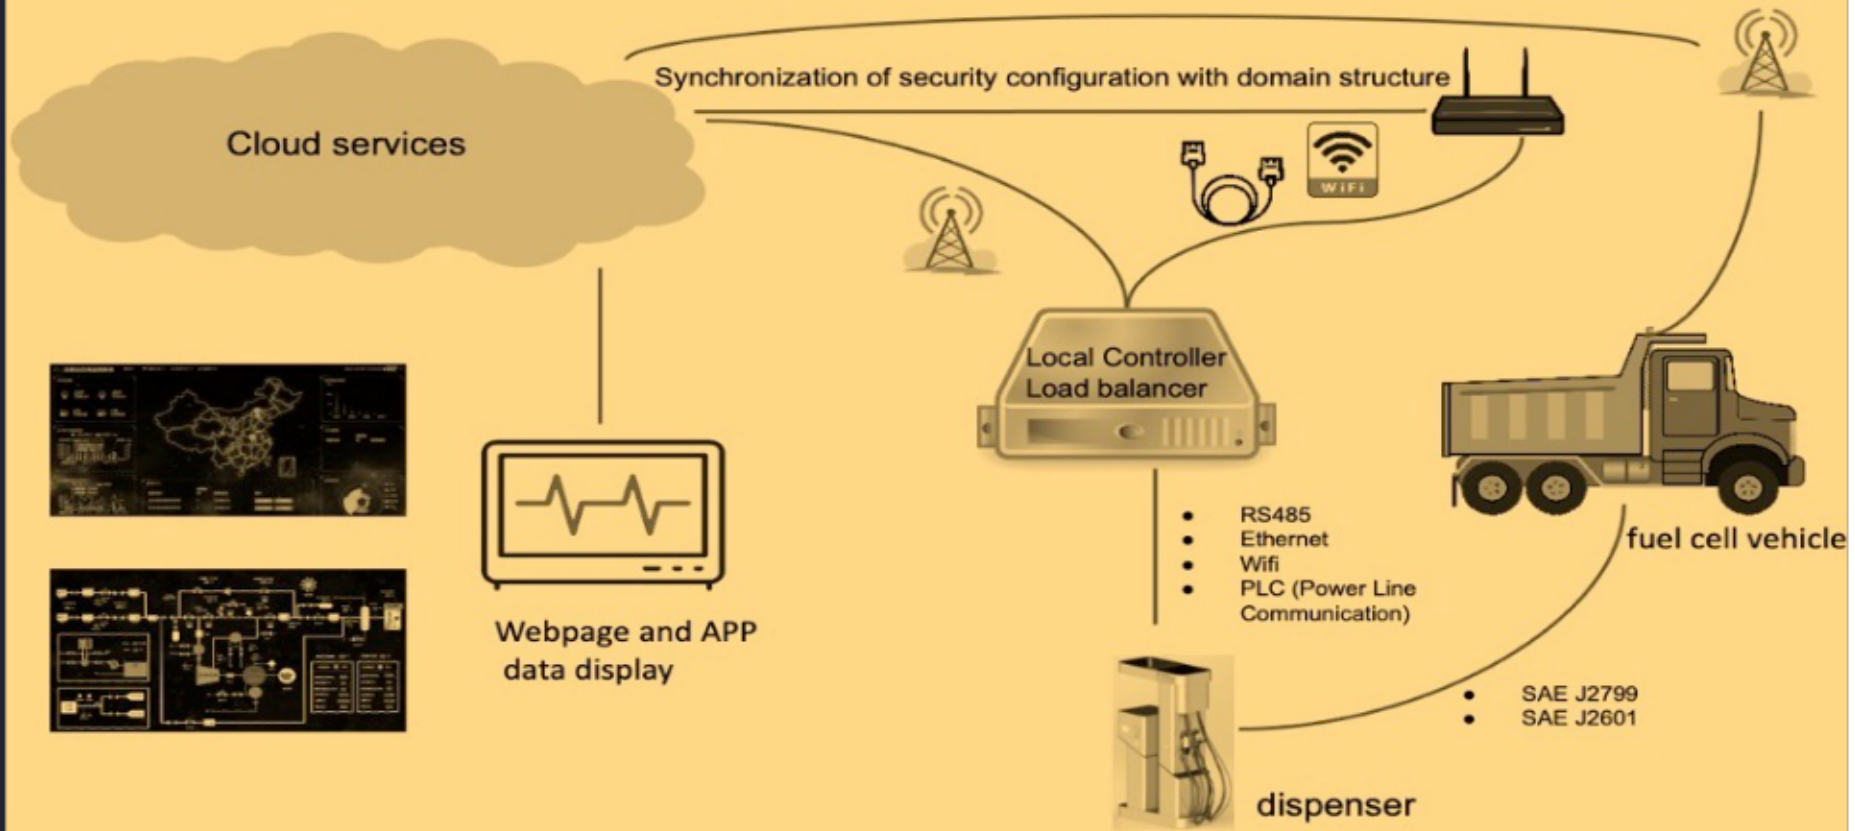 Synchronization of security configuration with domain structure
Cloud services
WiFi
Local Controller
Load balancer
RS485
Ethernet
Wifi
PLC (Power Line
Communication)
fuel cell vehicle
Webpage and APP
data display
SAE J2799
SAE J2601
dispenser